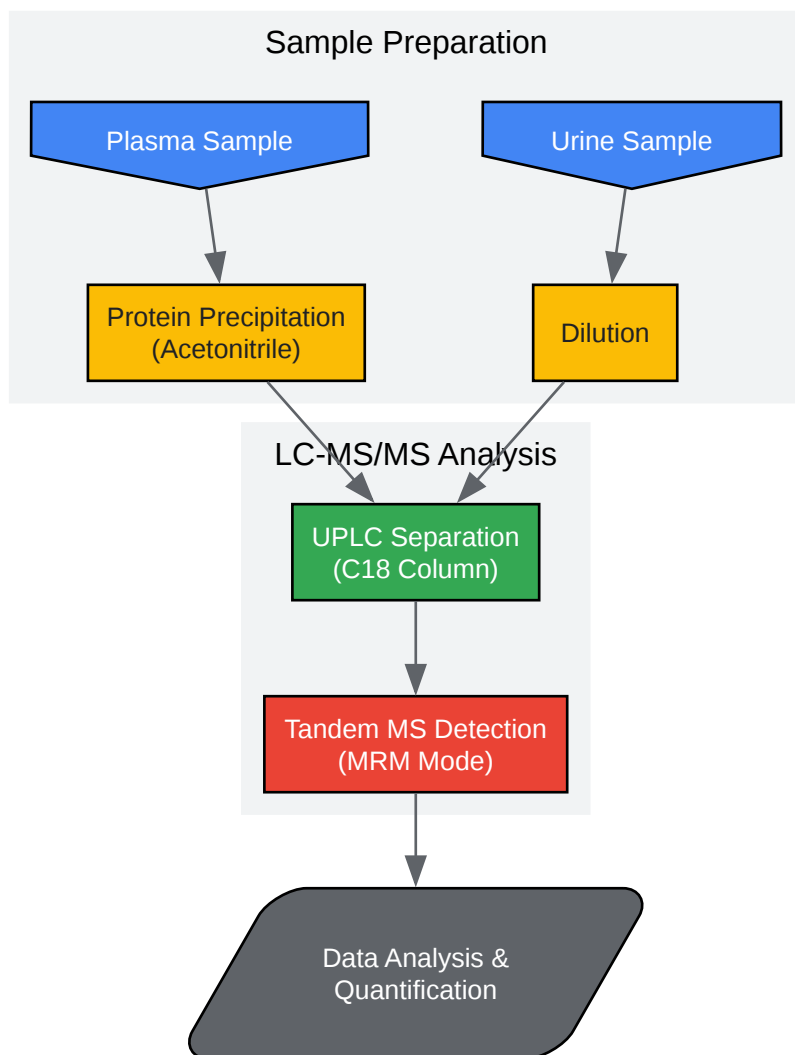 Sample Preparation
Plasma Sample
Urine Sample
Protein Precipitation
(Acetonitrile)
Dilution
LC-MS/MS Analysis
UPLC Separation
(C18 Column)
Tandem MS Detection
(MRM Mode)
Data Analysis &
Quantification